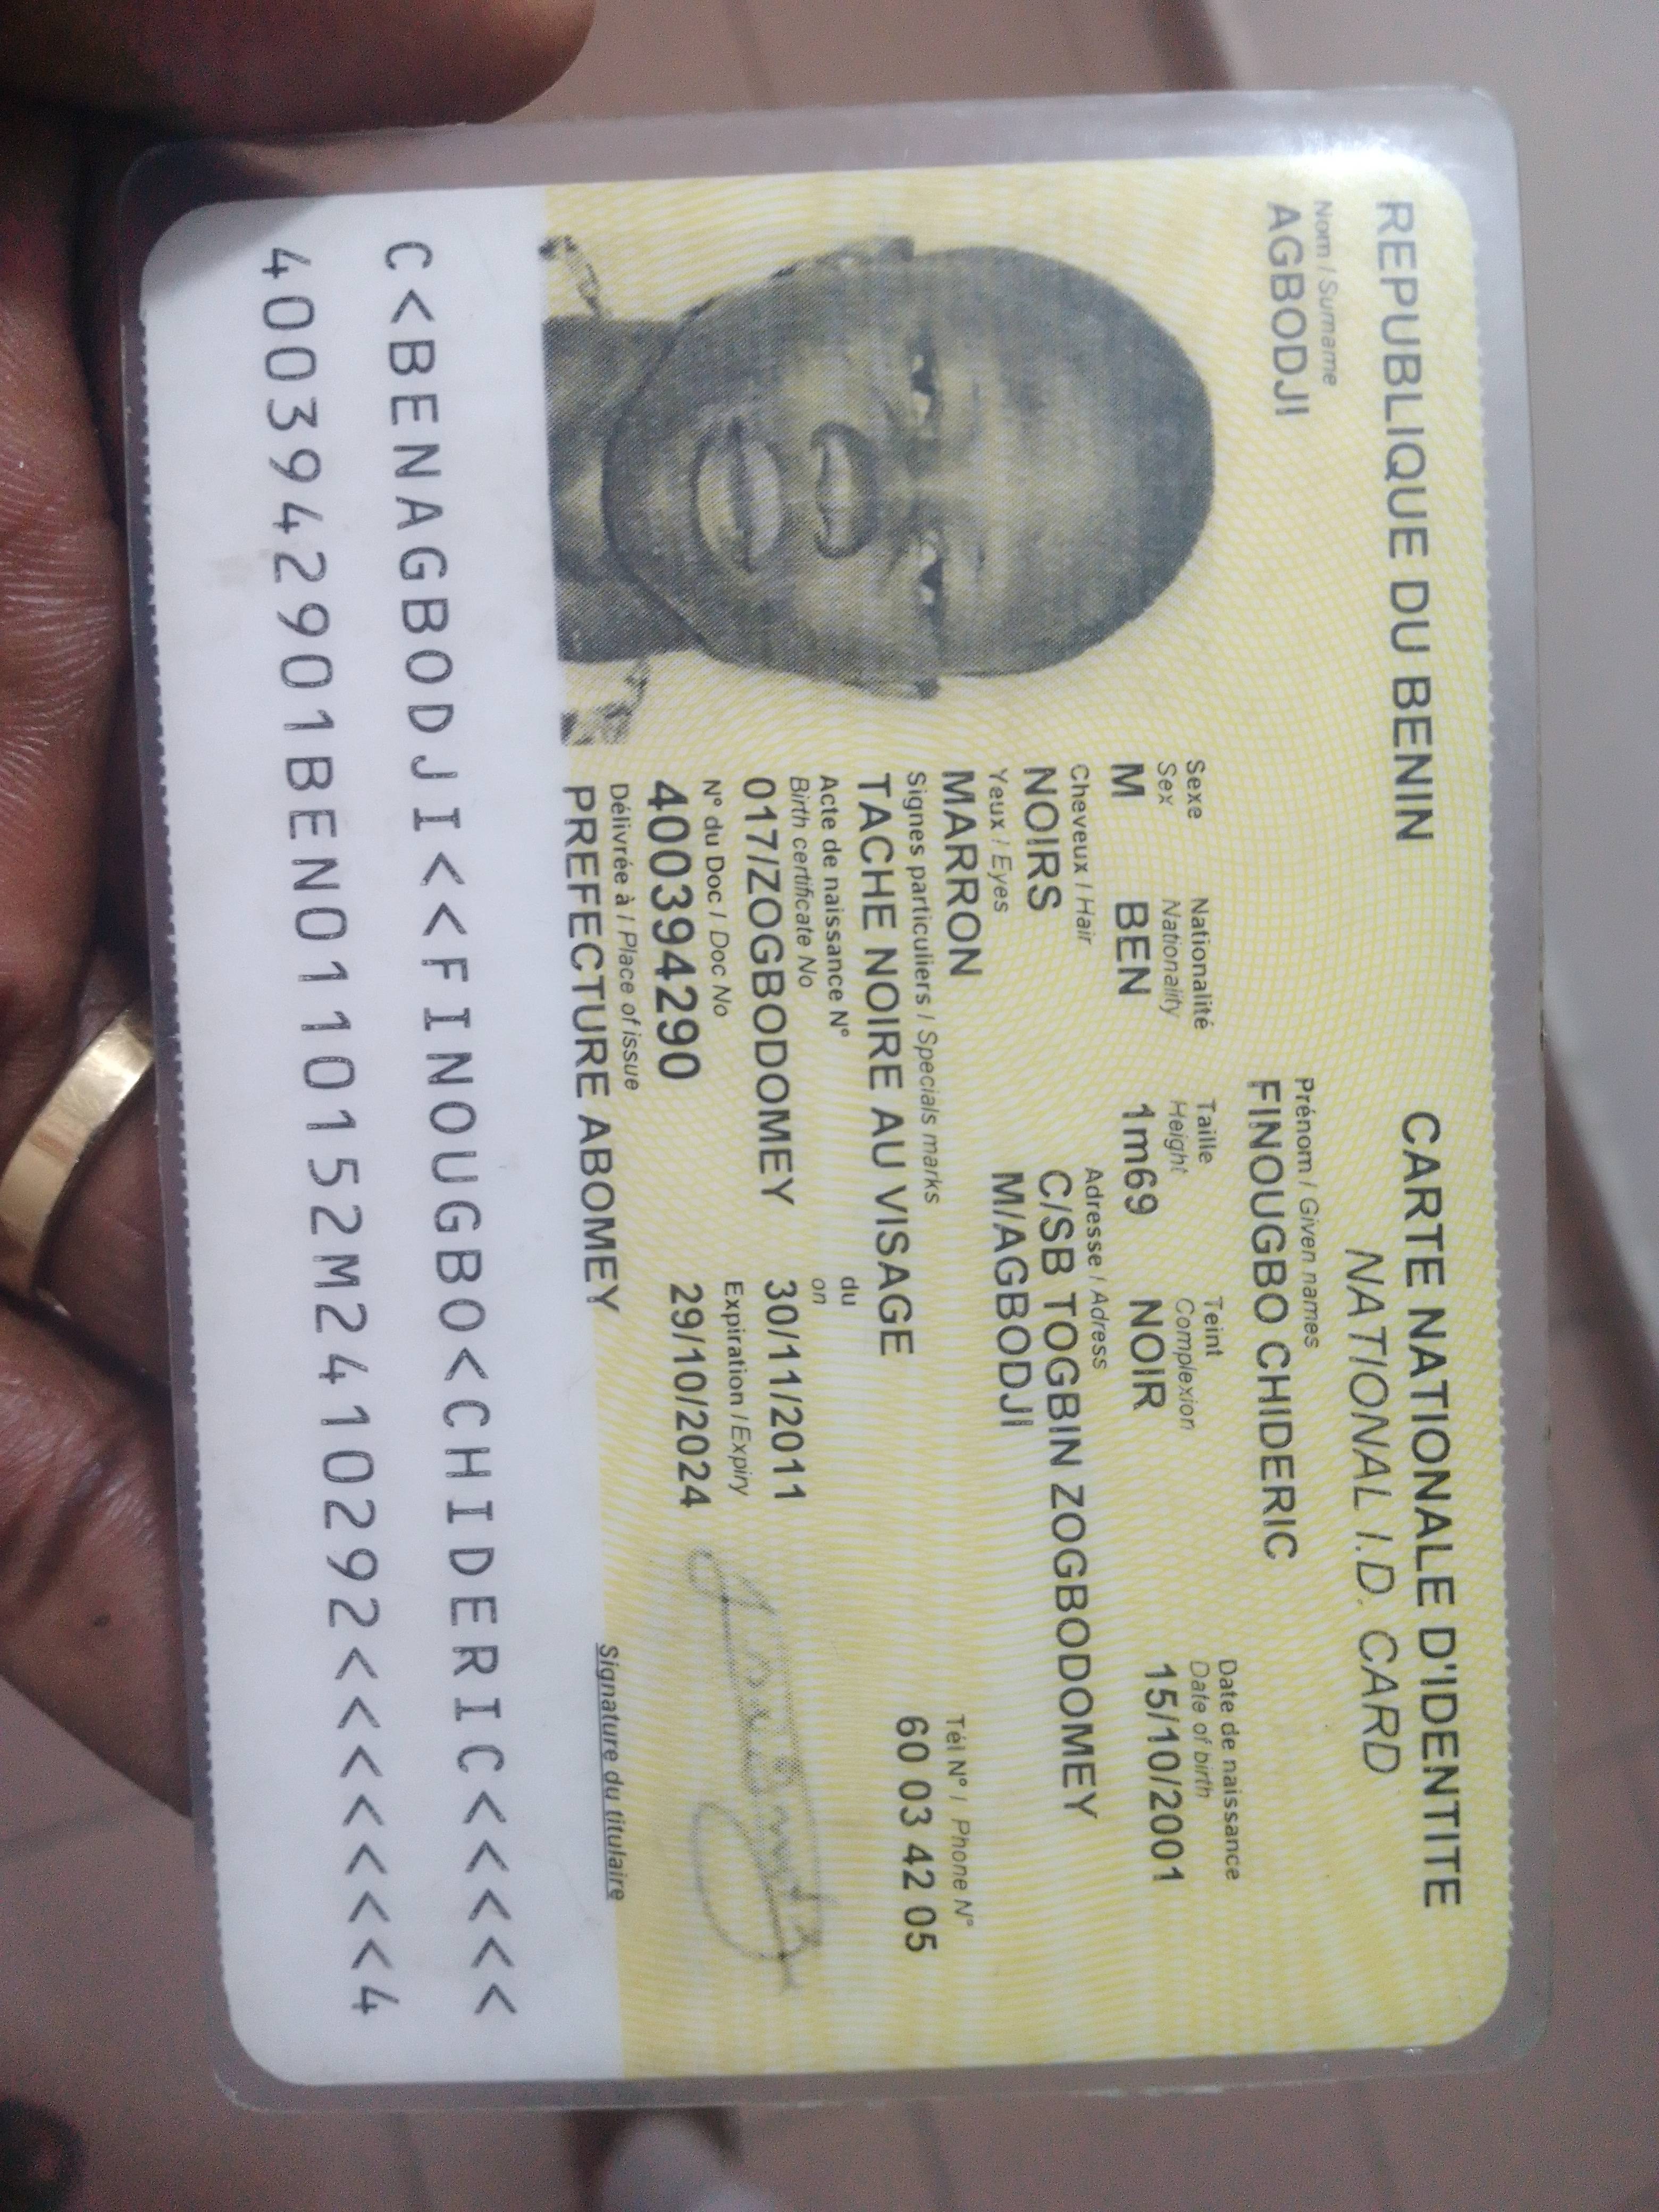 REPUBLIQUE DU BENIN
CARTE NATIONALE D'IDENTITE
NATIONAL I.D. CARD
Nom / Surname
AGBODJI
Prénom / Given names
FINOUGBO CHIDERIC
Sexe Nationalité Taille Teint Date de naissance
Sex Nationality Height Complexion Date of birth
M BEN 1m69 NOIR 15/10/2001
Cheveux / Hair Adresse / Adress
NOIRS C/SB TOGBIN ZOGBODOMEY
Yeux / Eyes M/AGBODJI
MARRON
Signes particuliers / Specials marks Tél N° / Phone N°
TACHE NOIRE AU VISAGE 60 03 42 05
Acte de naissance N° du
Birth certificate No on
017/ZOGBODOMEY 30/11/2011
N° du Doc / Doc No Expiration / Expiry
4003942​90 29/10/2024
Délivrée à / Place of issue
PREFECTURE ABOMEY
Signature du titulaire
C<BENAGBODJI<<FINOUGBO<CHIDERIC<<<<<
4003942901BEN0110152M2410292<<<<<<<4